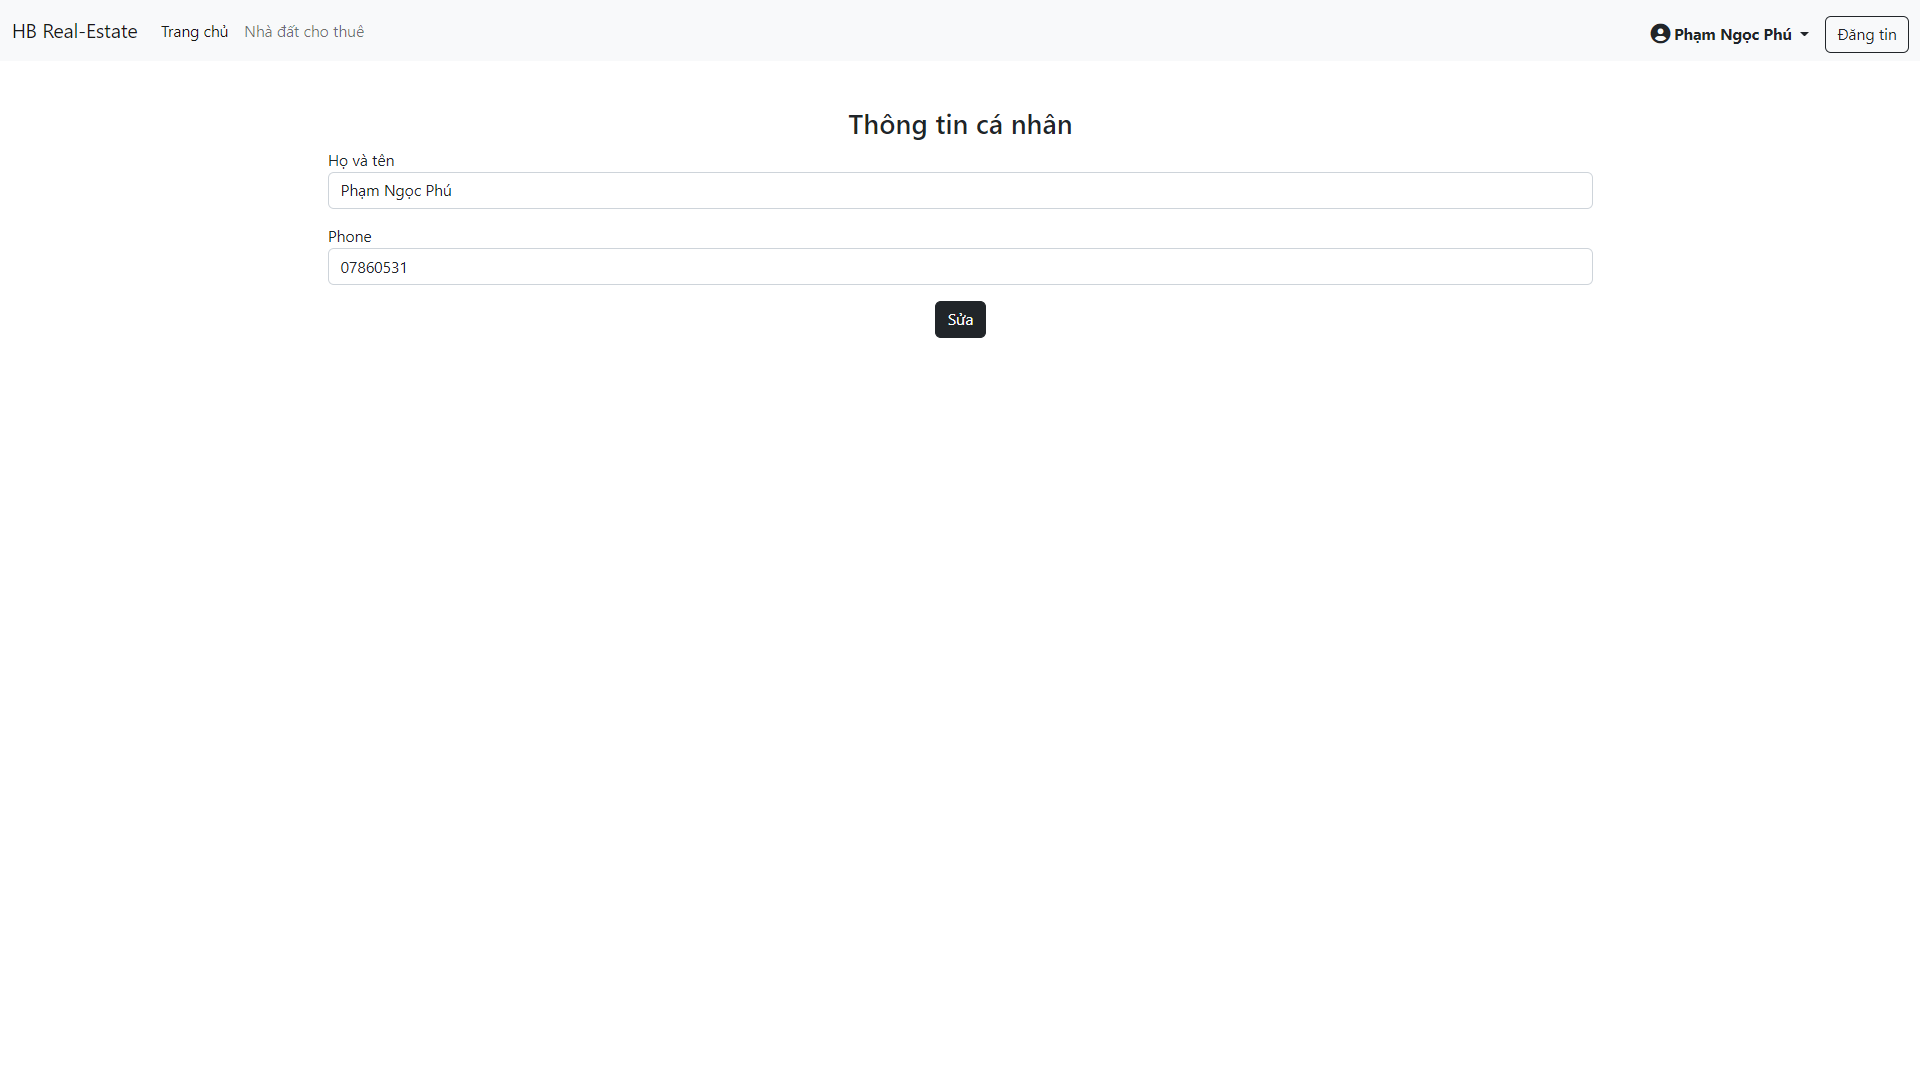 HB Real-Estate Trang chủ Nhà đất cho thuê Phạm Ngọc Phú Đăng tin
Thông tin cá nhân
Họ và tên
Phạm Ngọc Phú
Phone
07860531
Sửa